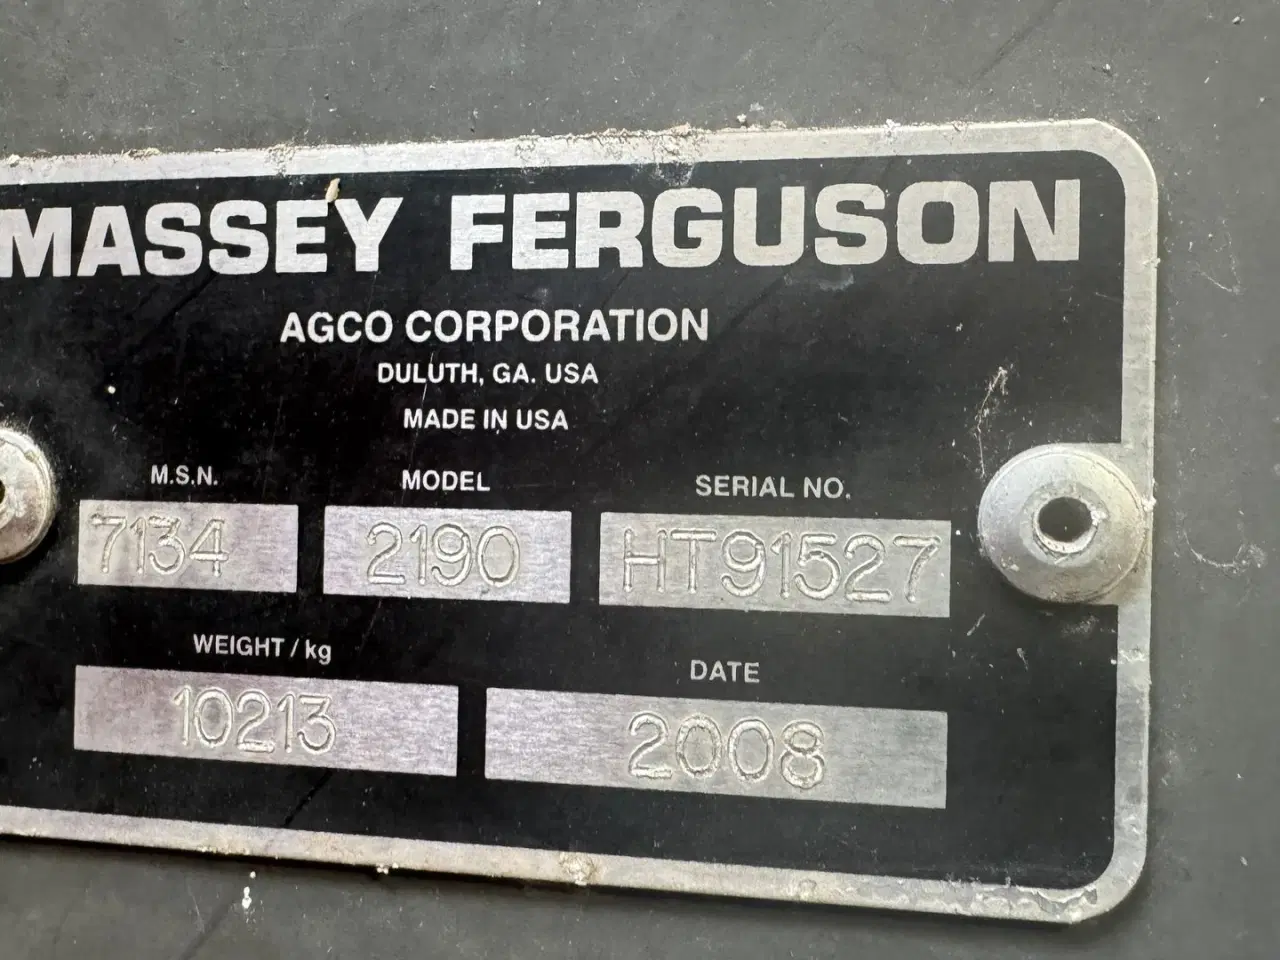 MASSEY FERGUSON
AGCO CORPORATION
DULUTH, GA. USA
MADE IN USA
M.S.N. MODEL SERIAL NO.
7134 2190 HT91527
WEIGHT / kg DATE
10213 2008